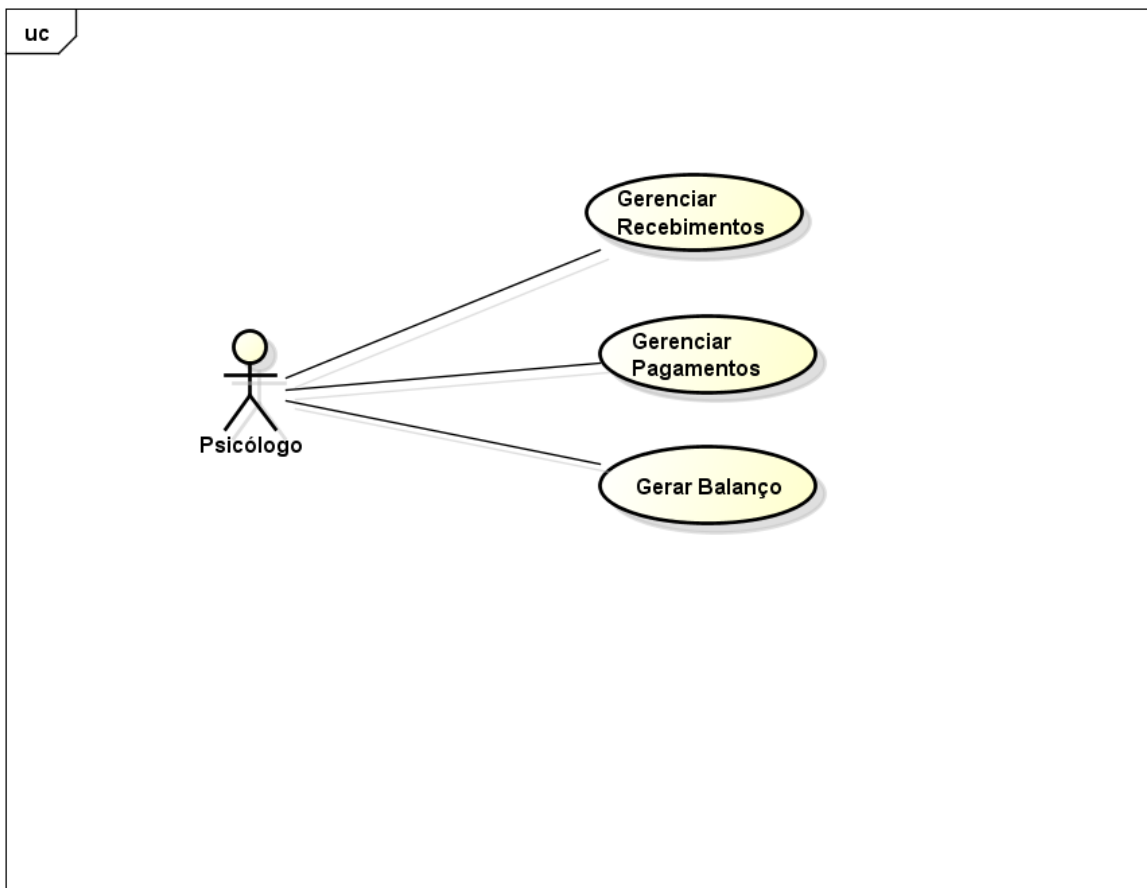 uc
Gerenciar
Recebimentos
Gerenciar
Pagamentos
Psicólogo
Gerar Balanço